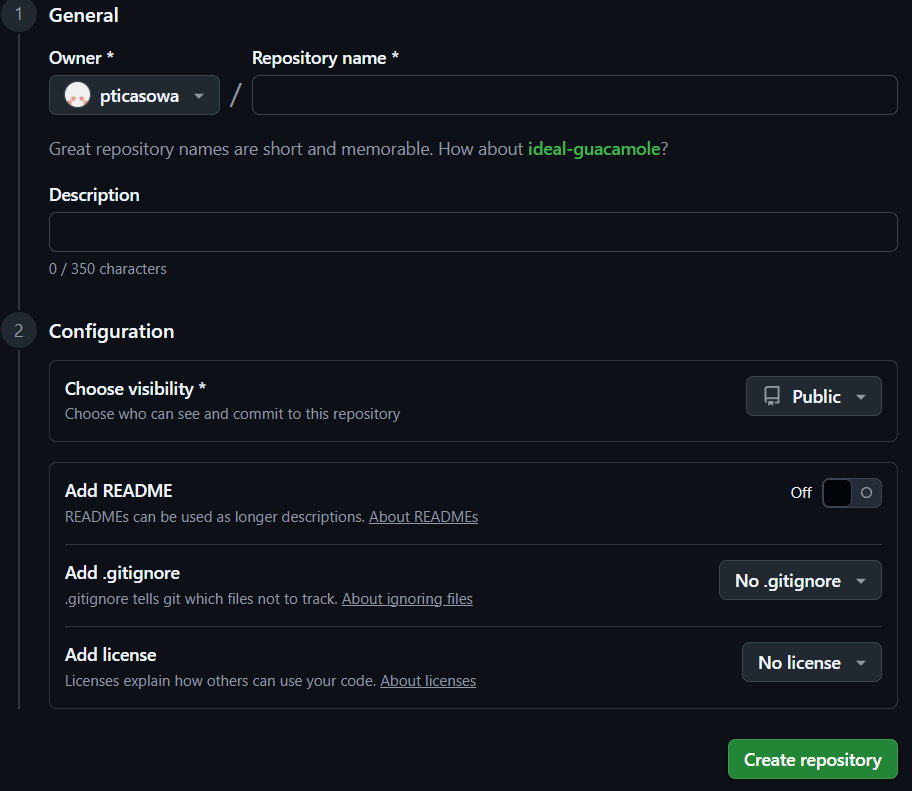 1 General
Owner * Repository name *
pticasowa /
Great repository names are short and memorable. How about ideal-guacamole?
Description
0 / 350 characters
2 Configuration
Choose visibility *
Choose who can see and commit to this repository
Public
Add README
READMEs can be used as longer descriptions. About READMEs
Off
Add .gitignore
.gitignore tells git which files not to track. About ignoring files
No .gitignore
Add license
Licenses explain how others can use your code. About licenses
No license
Create repository